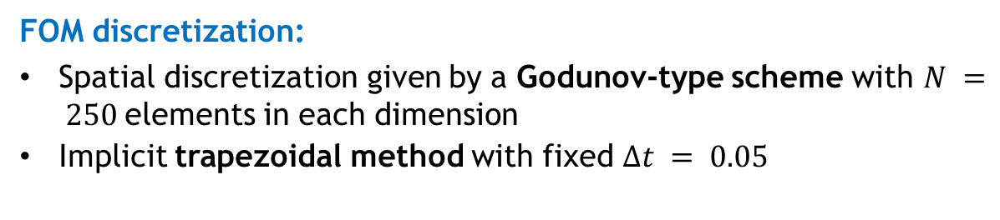 FOM discretization:
• Spatial discretization given by a Godunov-type scheme with N =
250 elements in each dimension
• Implicit trapezoidal method with fixed Δt = 0.05